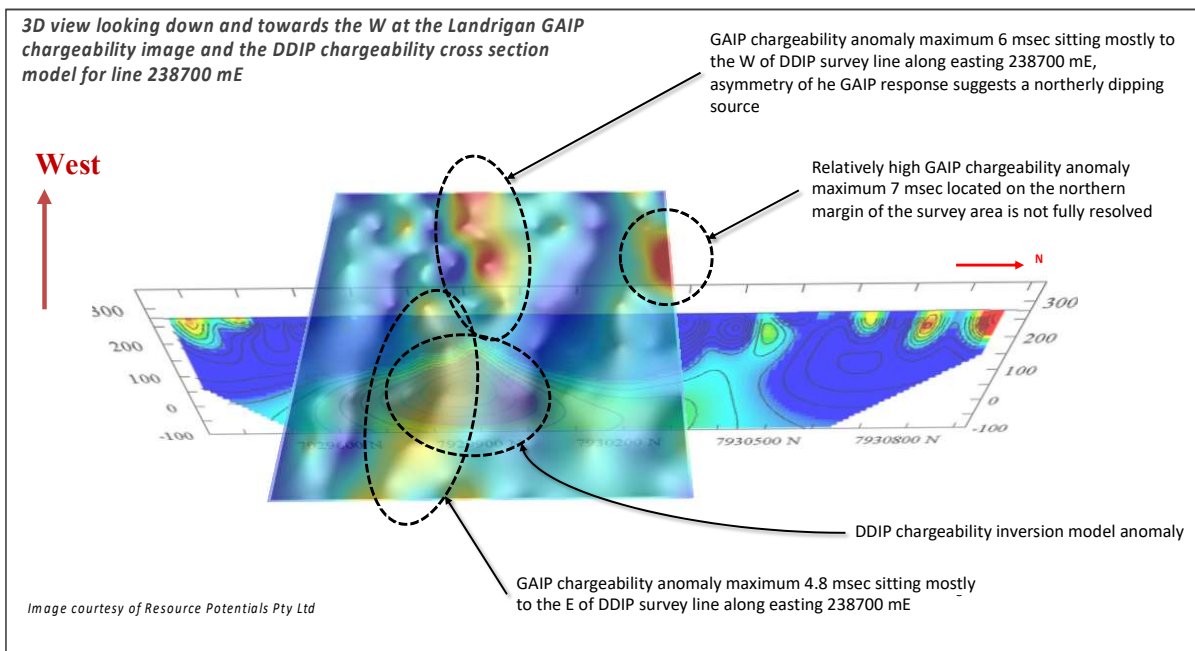 3D view looking down and towards the W at the Landrigan GAIP
chargeability image and the DDIP chargeability cross section
model for line 238700 mE
GAIP chargeability anomaly maximum 6 msec sitting mostly to
the W of DDIP survey line along easting 238700 mE,
asymmetry of he GAIP response suggests a northerly dipping
source
West
Relatively high GAIP chargeability anomaly
maximum 7 msec located on the northern
margin of the survey area is not fully resolved
N
300
200
100
0
-100
300
200
100
0
-100
7929600 N
7929900 N
7930200 N
7930500 N
7930800 N
DDIP chargeability inversion model anomaly
GAIP chargeability anomaly maximum 4.8 msec sitting mostly
to the E of DDIP survey line along easting 238700 mE
Image courtesy of Resource Potentials Pty Ltd